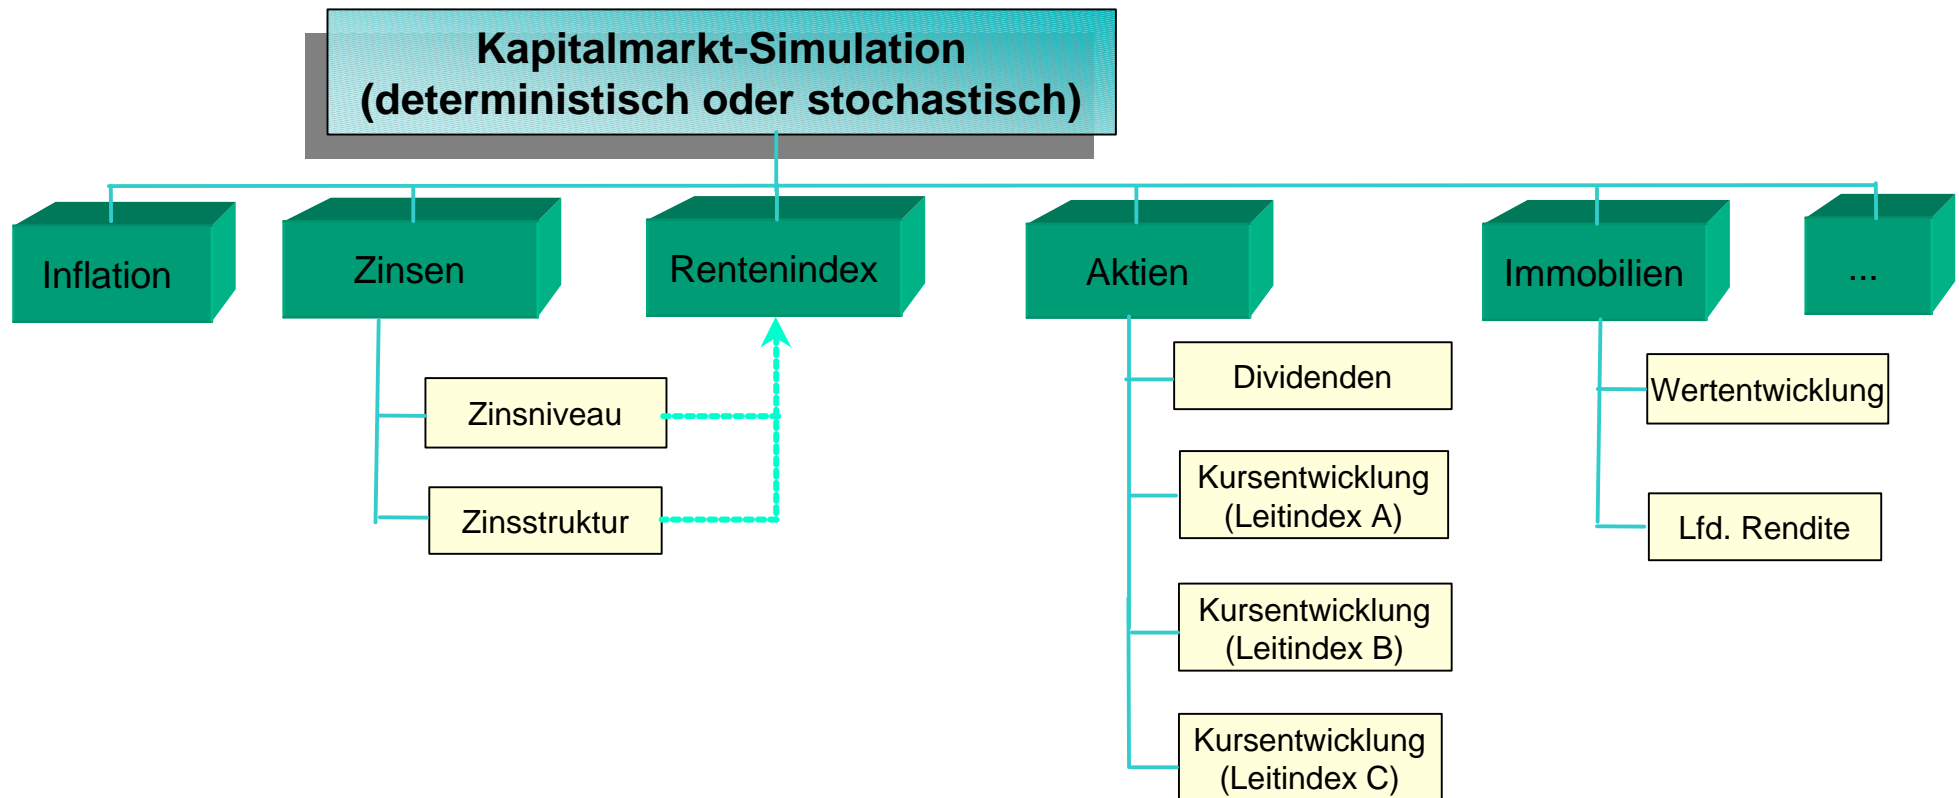 Kapitalmarkt-Simulation
(deterministisch oder stochastisch)
Inflation
Zinsen
Rentenindex
Aktien
Immobilien
...
Zinsniveau
Zinsstruktur
Dividenden
Kursentwicklung
(Leitindex A)
Kursentwicklung
(Leitindex B)
Kursentwicklung
(Leitindex C)
Wertentwicklung
Lfd. Rendite